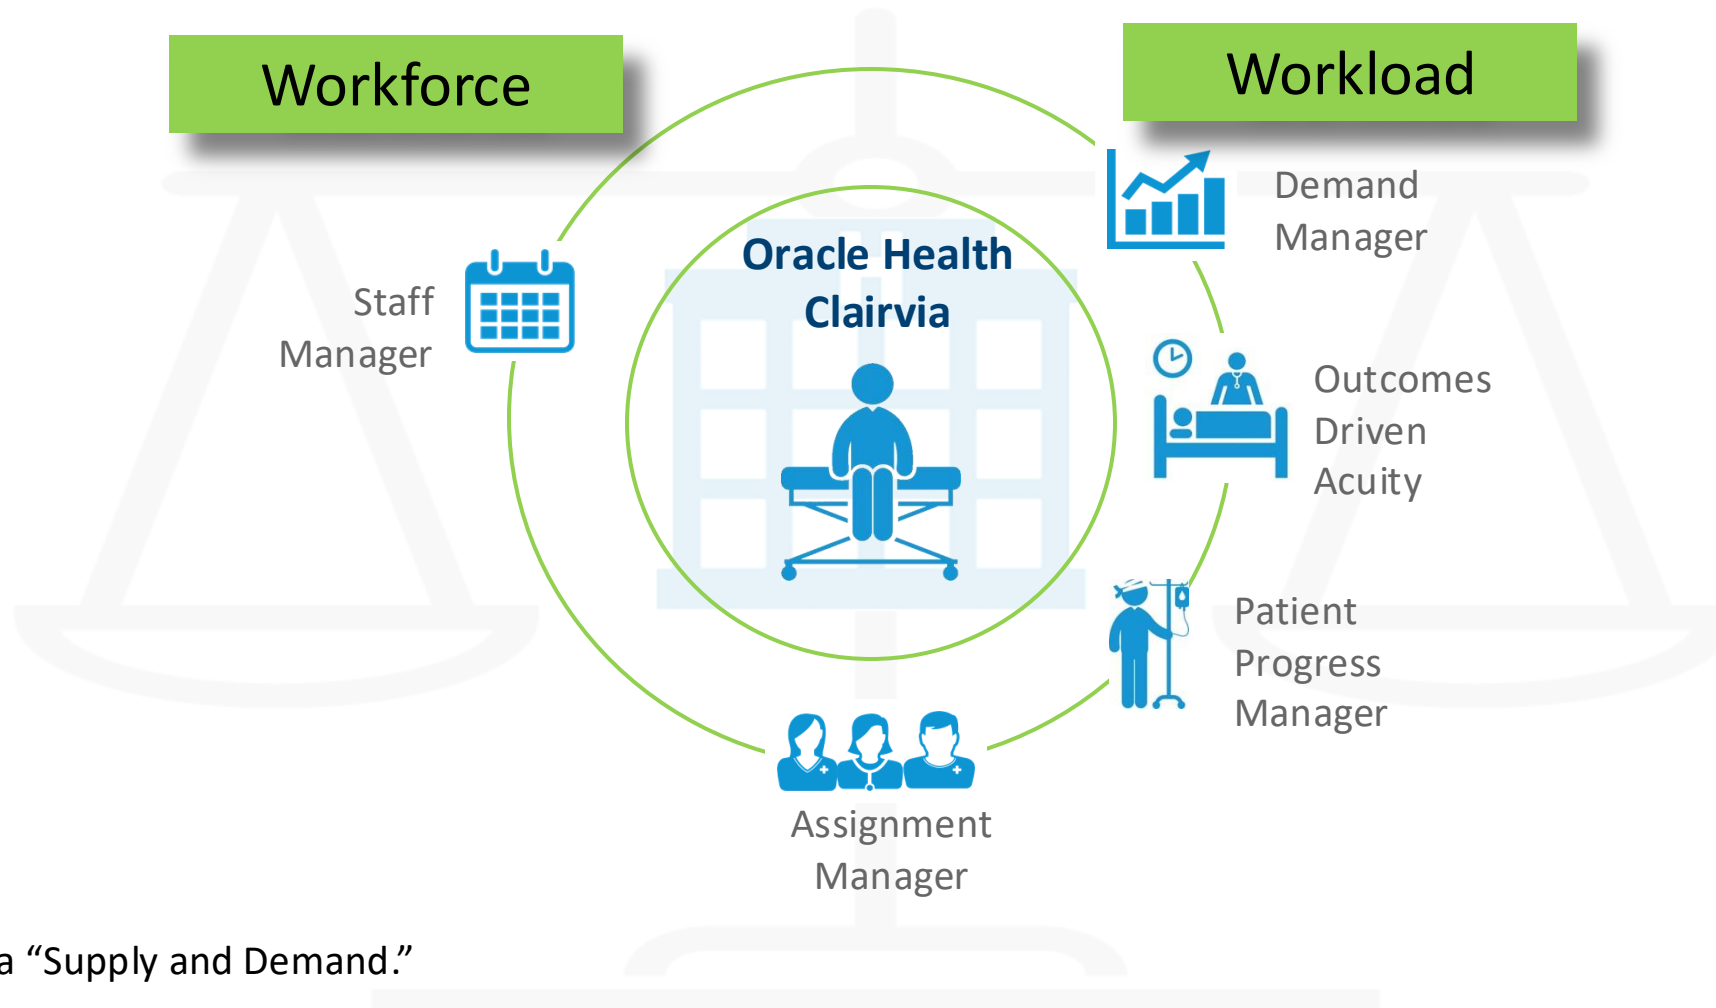 Workforce
Workload
Demand
Manager
Oracle Health
Clairvia
Staff
Manager
Outcomes
Driven
Acuity
Patient
Progress
Manager
Assignment
Manager
a “Supply and Demand.”